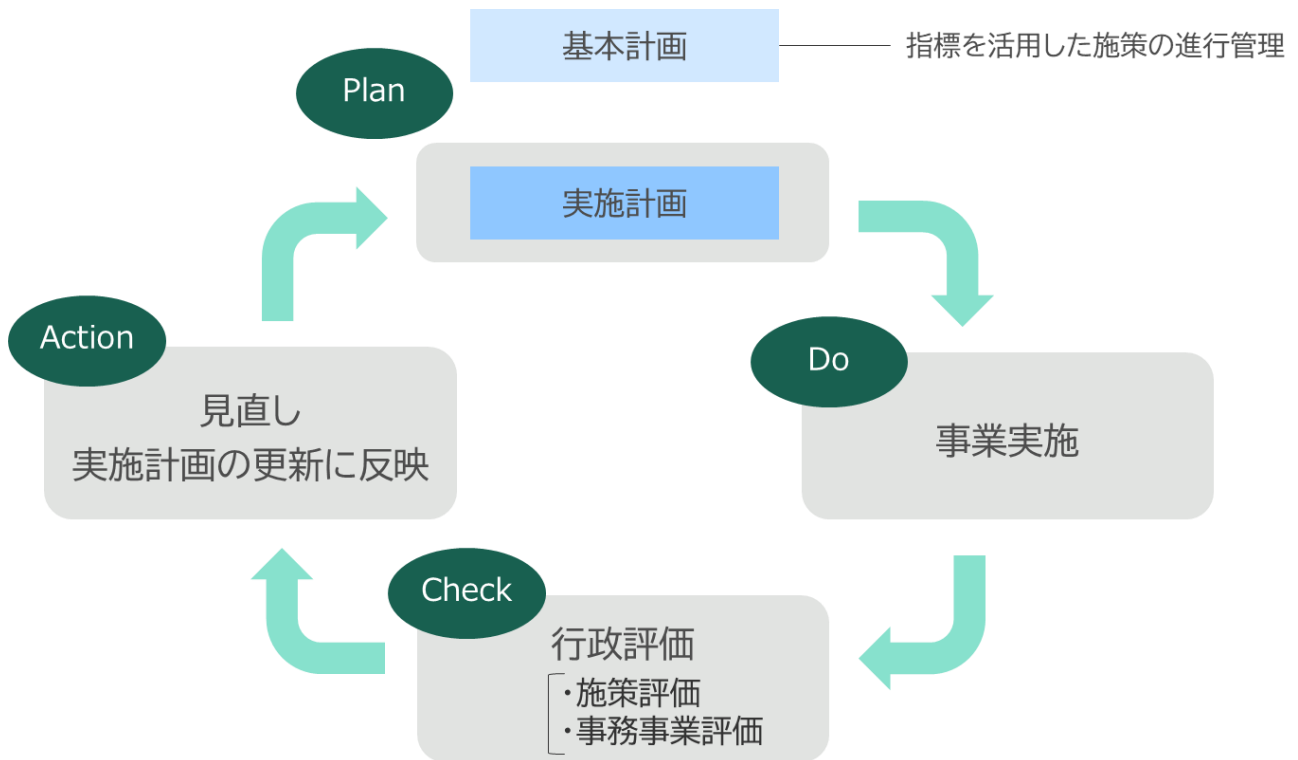 基本計画
指標を活用した施策の進行管理
Plan
実施計画
Do
事業実施
Check
行政評価
・施策評価
・事務事業評価
Action
見直し
実施計画の更新に反映